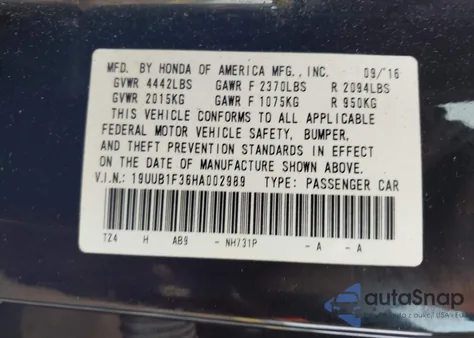 MFD. BY HONDA OF AMERICA MFG., INC. 09/16
GVWR 4442LBS GAWR F 2370LBS R 2094LBS
GVWR 2015KG GAWR F 1075KG R 950KG
THIS VEHICLE CONFORMS TO ALL APPLICABLE
FEDERAL MOTOR VEHICLE SAFETY, BUMPER,
AND THEFT PREVENTION STANDARDS IN EFFECT
ON THE DATE OF MANUFACTURE SHOWN ABOVE.
V.I.N.: 19UUB1F36HA002989 TYPE: PASSENGER CAR
TZ4 H AB9 - NH731P - A - A
autoSnap